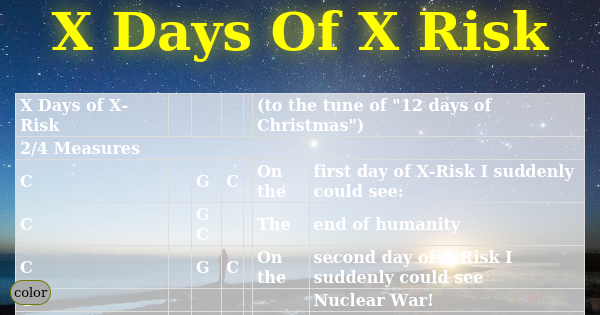 X Days Of X Risk
X Days of X-Risk (to the tune of "12 days of Christmas")
2/4 Measures
C G C On the first day of X-Risk I suddenly could see:
C G C The end of humanity
C G C On the second day of X-Risk I suddenly could see
Nuclear War!
color